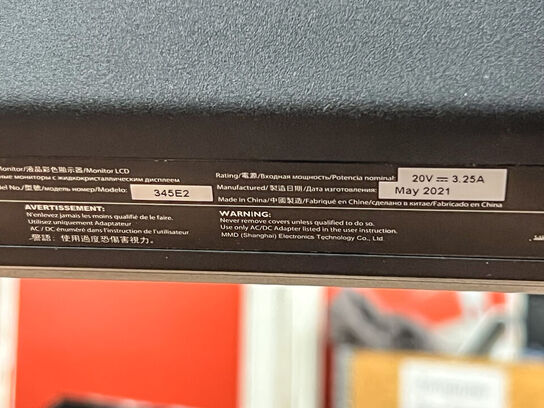 onitor/液晶彩色顯示器/Monitor LCD
ные мониторы с жидкокристаллическим дисплеем
el No./型號/модель номер/Modelo: 345E2
AVERTISSEMENT:
N'enlevez jamais les moins qualifié de le faire.
Utilisez uniquement Adaptateur
AC / DC énuméré dans l'instruction de l'utilisateur
警語: 使用過度恐傷害視力。
Rating/電源/Входная мощность/Potencia nominal: 20V ⎓ 3.25A
Manufactured/製造日期/Дата изготовления: May 2021
Made in China/中國製造/Fabriqué en Chine/сделано в китае/Fabricado en China
WARNING:
Never remove covers unless qualified to do so.
Use only AC/DC Adapter listed in the user instruction.
MMD (Shanghai) Electronics Technology Co., Ltd.